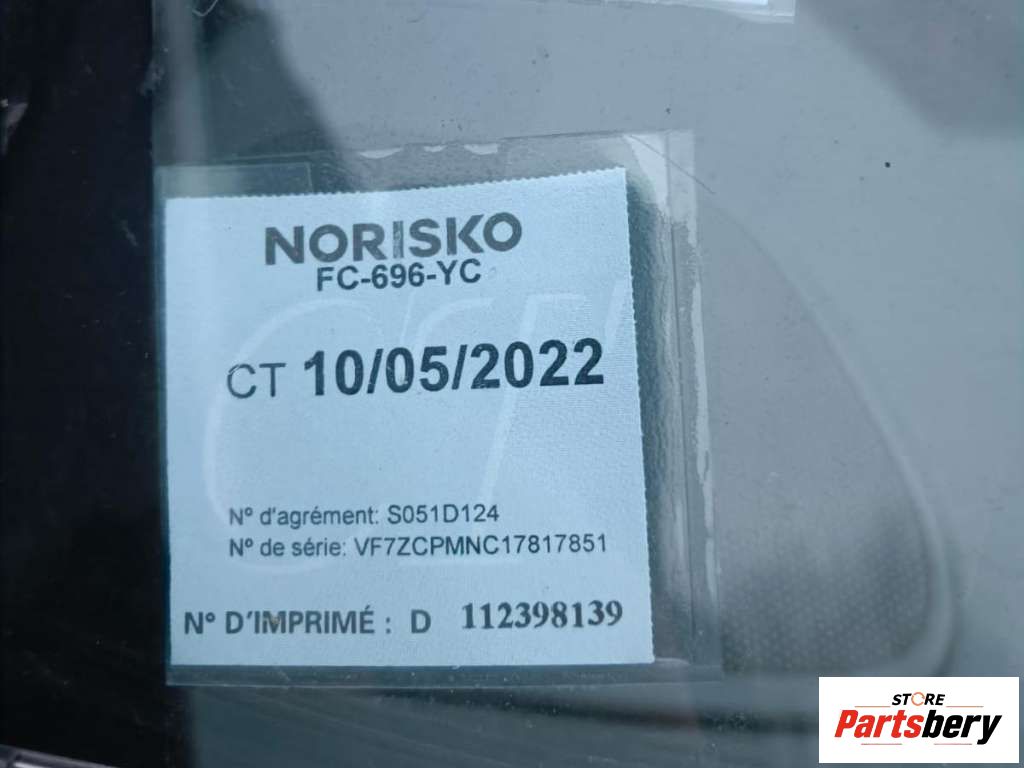 NORISKO
FC-696-YC
CT 10/05/2022
N° d'agrément: S051D124
N° de série: VF7ZCPMNC17817851
N° D'IMPRIMÉ : D 112398139
STORE
Partsbery